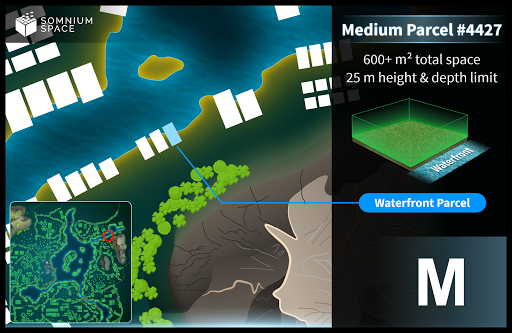 SOMNIUM
SPACE
Medium Parcel #4427
600+ m² total space
25 m height & depth limit
Waterfront
Waterfront Parcel
M